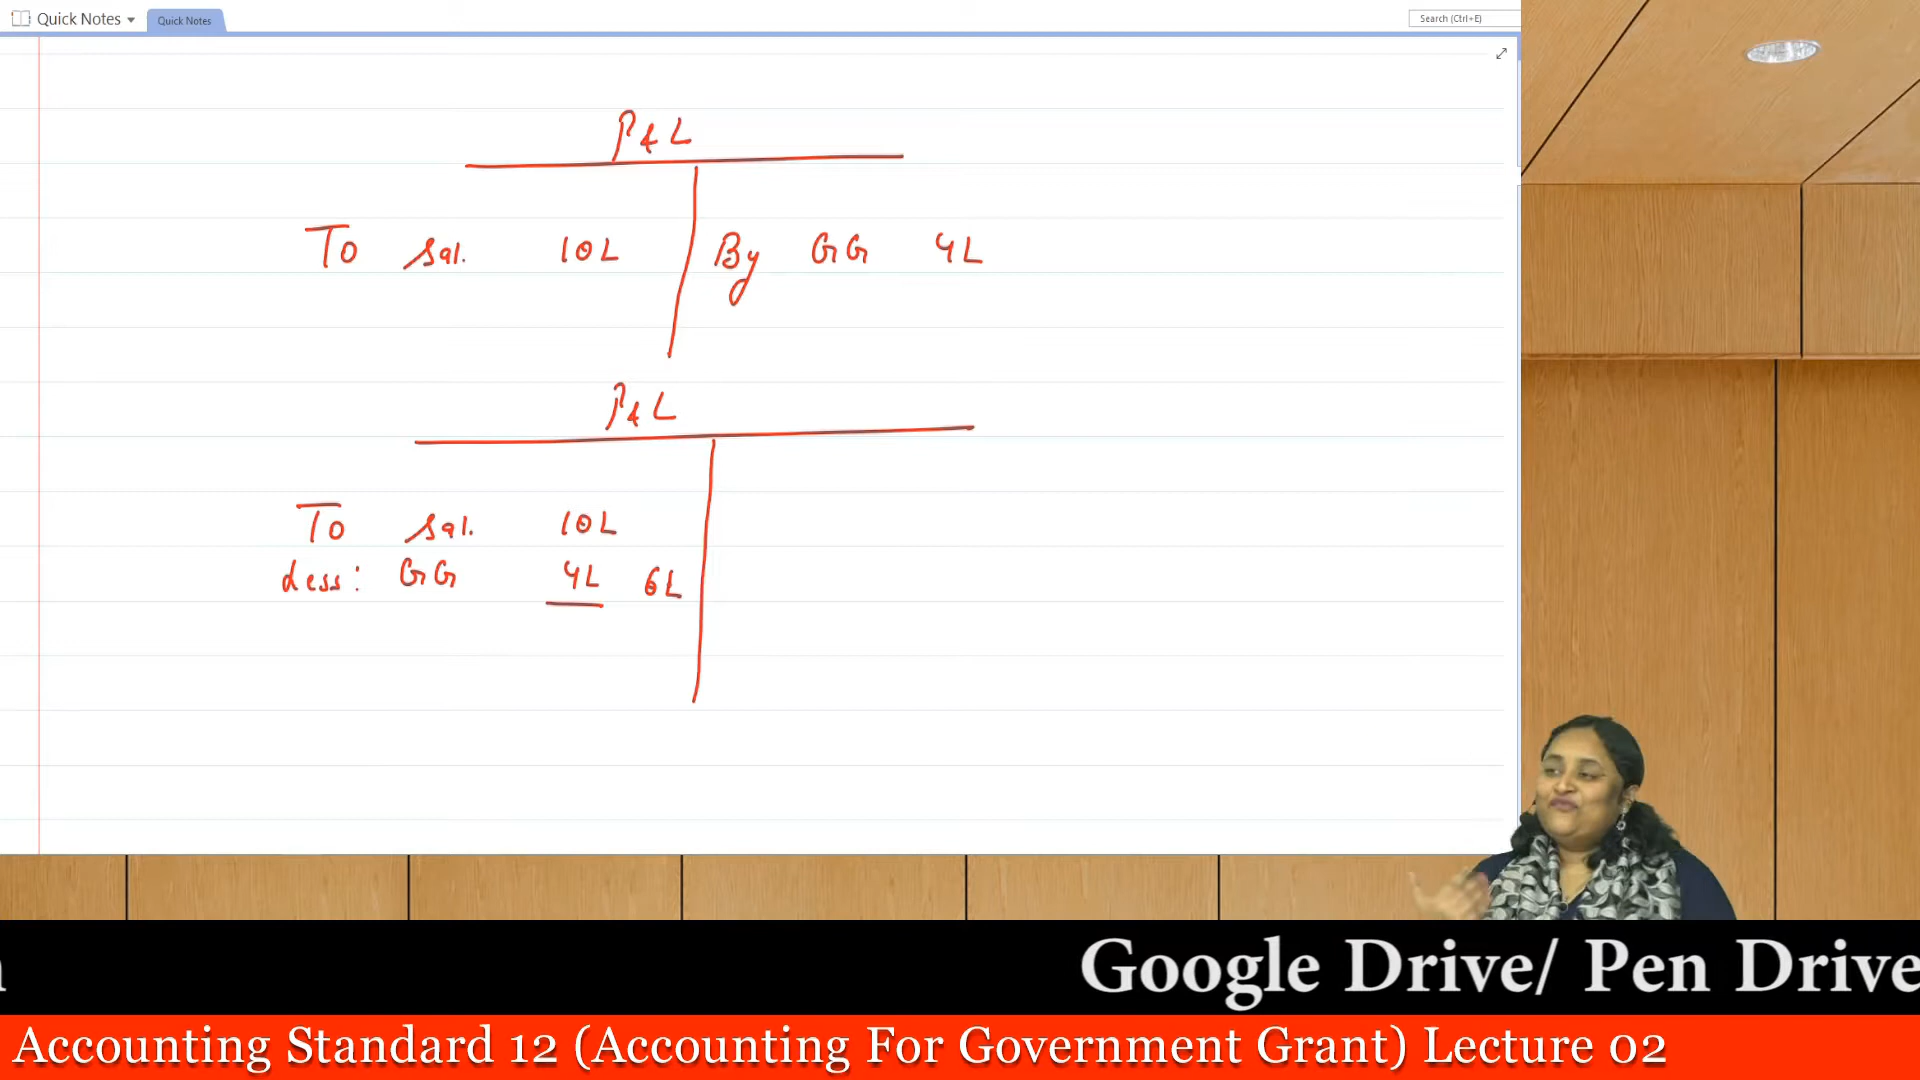 Quick Notes
Quick Notes
Search (Ctrl+E)
P & L
To Sal. 10L By GG 4L
P & L
To Sal. 10L
Less: GG 4L 6L
Google Drive/ Pen Drive
Accounting Standard 12 (Accounting For Government Grant) Lecture 02